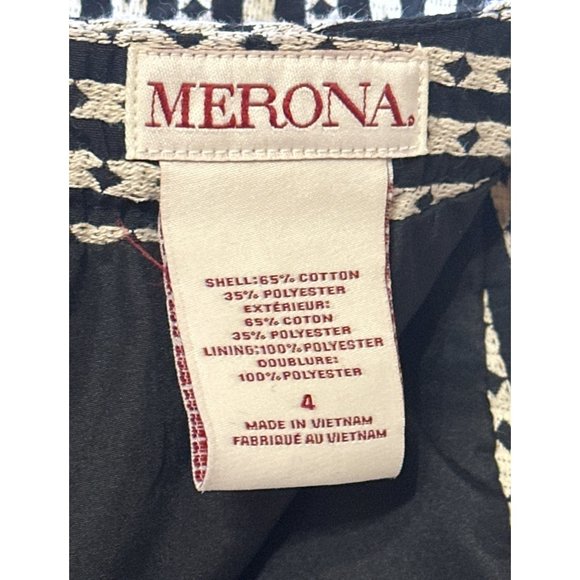 MERONA.
SHELL:65% COTTON
35% POLYESTER
EXTÉRIEUR:
65% COTON
35% POLYESTER
LINING:100% POLYESTER
DOUBLURE:
100% POLYESTER
4
MADE IN VIETNAM
FABRIQUÉ AU VIETNAM